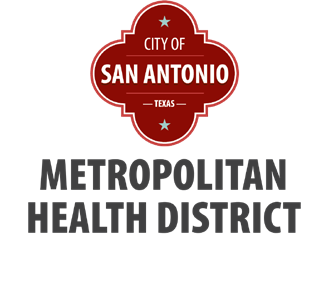 CITY OF
SAN ANTONIO
— TEXAS —
METROPOLITAN
HEALTH DISTRICT